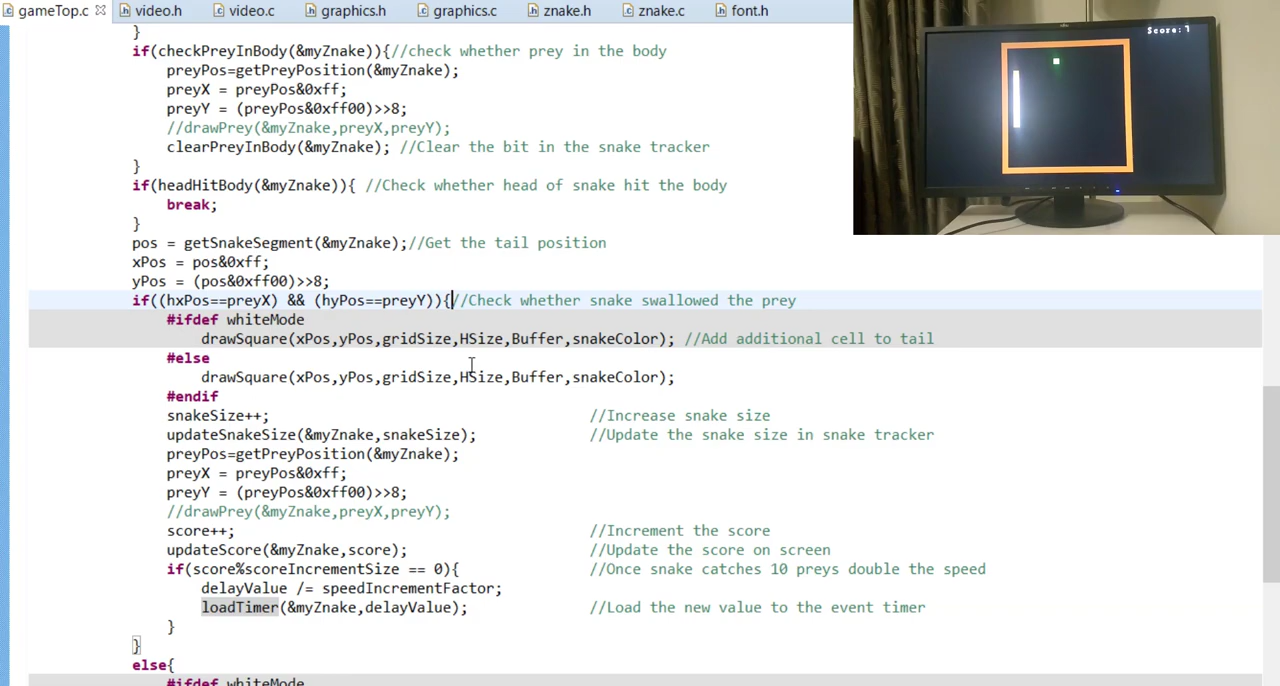 gameTop.c video.h video.c graphics.h graphics.c znake.h znake.c font.h
}
if(checkPreyInBody(&myZnake)){//check whether prey in the body
preyPos=getPreyPosition(&myZnake);
preyX = preyPos&0xff;
preyY = (preyPos&0xff00)>>8;
//drawPrey(&myZnake,preyX,preyY);
clearPreyInBody(&myZnake); //Clear the bit in the snake tracker
}
if(headHitBody(&myZnake)){ //Check whether head of snake hit the body
break;
}
pos = getSnakeSegment(&myZnake);//Get the tail position
xPos = pos&0xff;
yPos = (pos&0xff00)>>8;
if((hxPos==preyX) && (hyPos==preyY)){//Check whether snake swallowed the prey
#ifdef whiteMode
drawSquare(xPos,yPos,gridSize,HSize,Buffer,snakeColor); //Add additional cell to tail
#else
drawSquare(xPos,yPos,gridSize,HSize,Buffer,snakeColor);
#endif
snakeSize++; //Increase snake size
updateSnakeSize(&myZnake,snakeSize); //Update the snake size in snake tracker
preyPos=getPreyPosition(&myZnake);
preyX = preyPos&0xff;
preyY = (preyPos&0xff00)>>8;
//drawPrey(&myZnake,preyX,preyY);
score++; //Increment the score
updateScore(&myZnake,score); //Update the score on screen
if(score%scoreIncrementSize == 0){ //Once snake catches 10 preys double the speed
delayValue /= speedIncrementFactor;
loadTimer(&myZnake,delayValue); //Load the new value to the event timer
}
}
else{
#ifdef whiteMode
Score:7